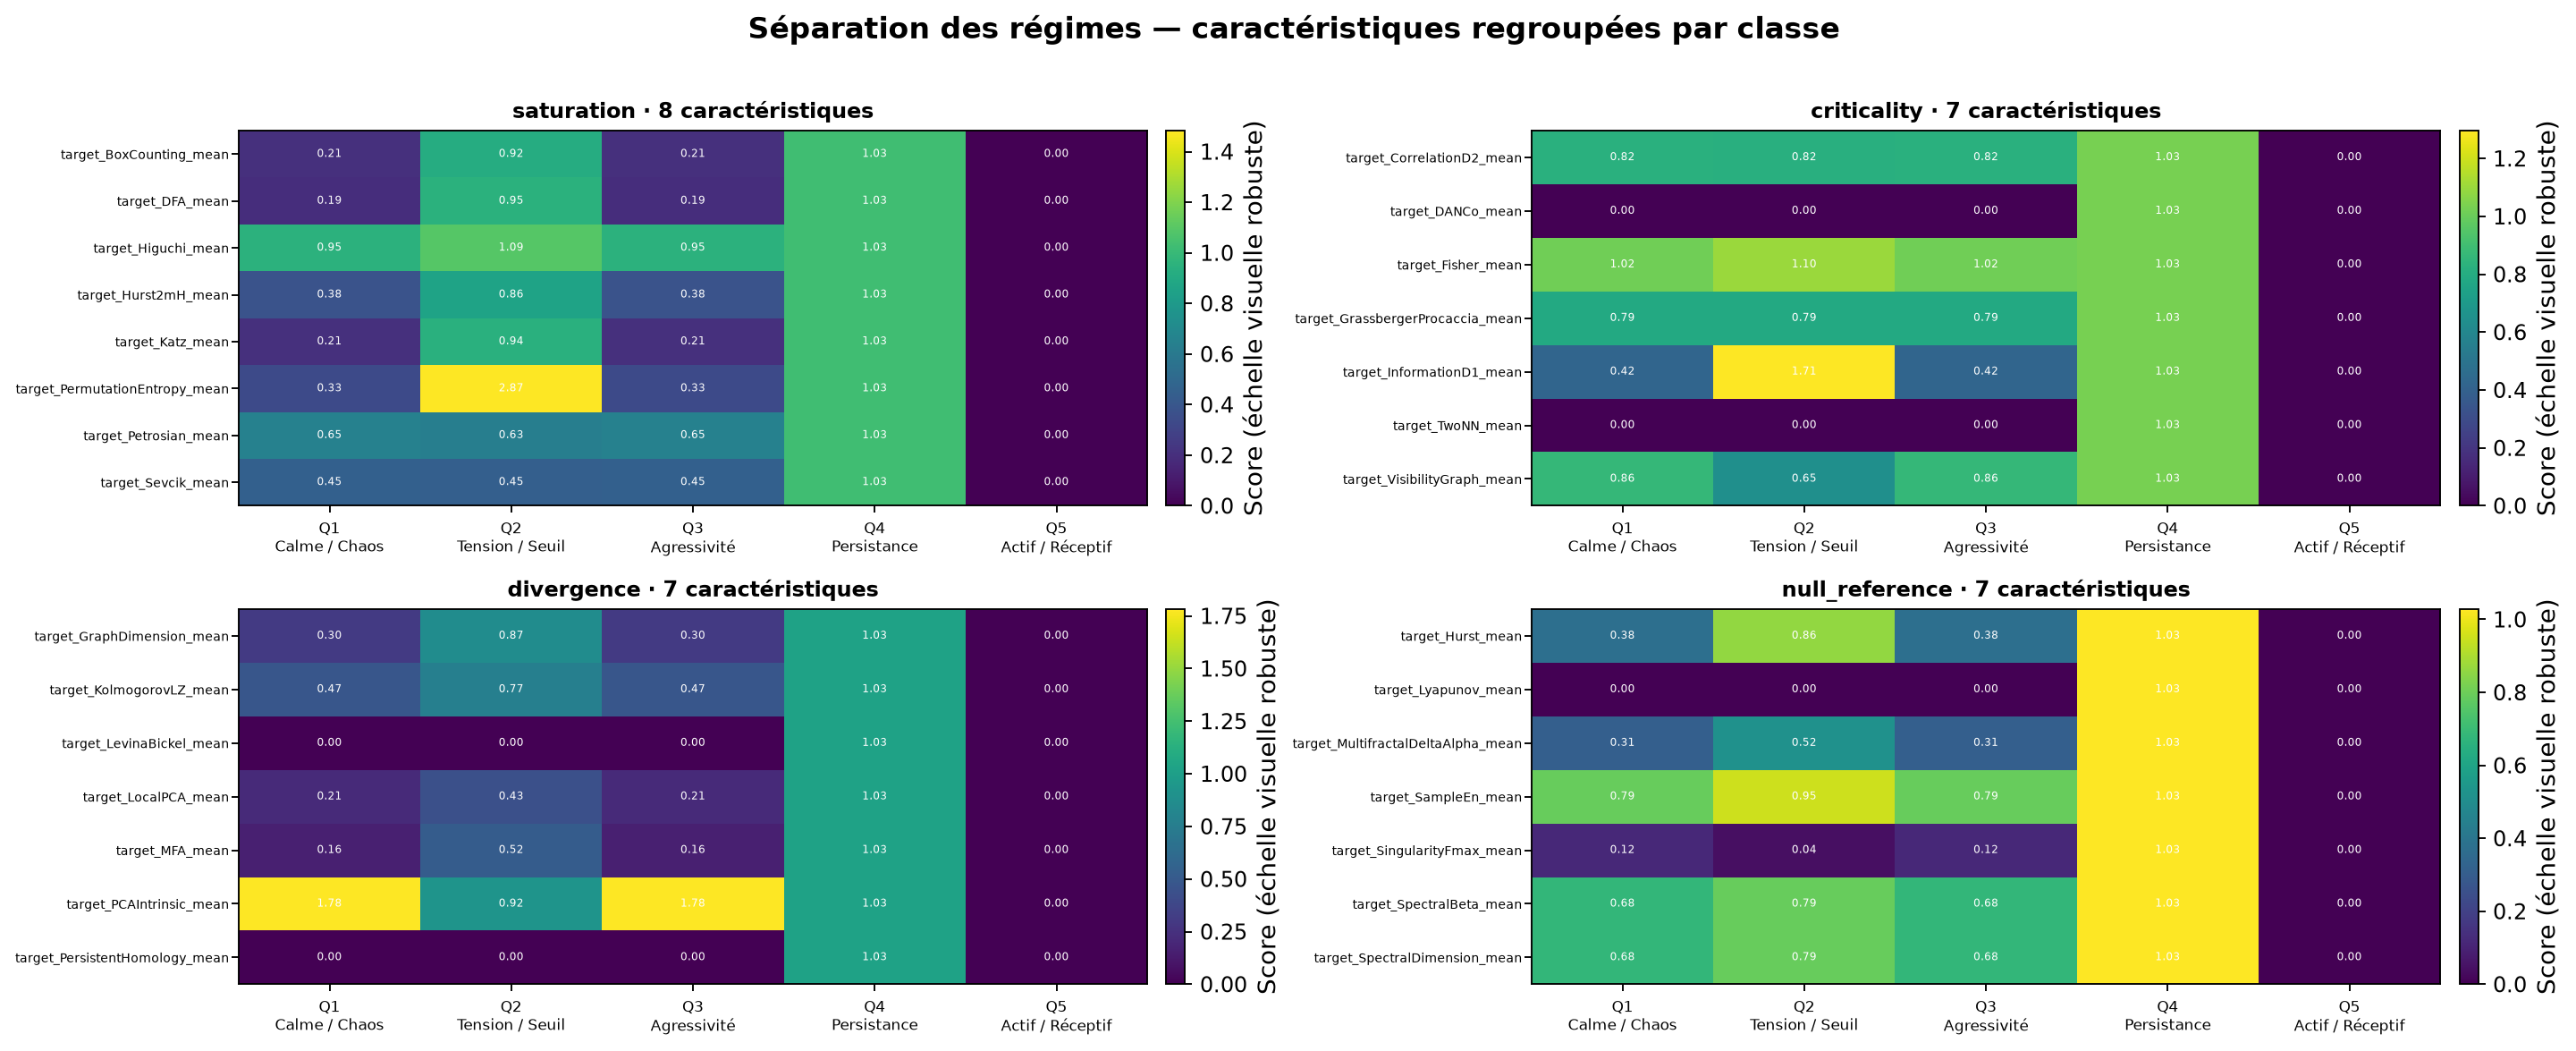 Séparation des régimes — caractéristiques regroupées par classe
saturation · 8 caractéristiques
target_BoxCounting_mean 0.21 0.92 0.21 1.03 0.00
target_DFA_mean 0.19 0.95 0.19 1.03 0.00
target_Higuchi_mean 0.95 1.09 0.95 1.03 0.00
target_Hurst2mH_mean 0.38 0.86 0.38 1.03 0.00
target_Katz_mean 0.21 0.94 0.21 1.03 0.00
target_PermutationEntropy_mean 0.33 2.87 0.33 1.03 0.00
target_Petrosian_mean 0.65 0.63 0.65 1.03 0.00
target_Sevcik_mean 0.45 0.45 0.45 1.03 0.00
Q1 Q2 Q3 Q4 Q5
Calme / Chaos Tension / Seuil Agressivité Persistance Actif / Réceptif
1.4
1.2
1.0
0.8
0.6
0.4
0.2
0.0
Score (échelle visuelle robuste)
criticality · 7 caractéristiques
target_CorrelationD2_mean 0.82 0.82 0.82 1.03 0.00
target_DANCo_mean 0.00 0.00 0.00 1.03 0.00
target_Fisher_mean 1.02 1.10 1.02 1.03 0.00
target_GrassbergerProcaccia_mean 0.79 0.79 0.79 1.03 0.00
target_InformationD1_mean 0.42 1.71 0.42 1.03 0.00
target_TwoNN_mean 0.00 0.00 0.00 1.03 0.00
target_VisibilityGraph_mean 0.86 0.65 0.86 1.03 0.00
Q1 Q2 Q3 Q4 Q5
Calme / Chaos Tension / Seuil Agressivité Persistance Actif / Réceptif
1.2
1.0
0.8
0.6
0.4
0.2
0.0
Score (échelle visuelle robuste)
divergence · 7 caractéristiques
target_GraphDimension_mean 0.30 0.87 0.30 1.03 0.00
target_KolmogorovLZ_mean 0.47 0.77 0.47 1.03 0.00
target_LevinaBickel_mean 0.00 0.00 0.00 1.03 0.00
target_LocalPCA_mean 0.21 0.43 0.21 1.03 0.00
target_MFA_mean 0.16 0.52 0.16 1.03 0.00
target_PCAIntrinsic_mean 1.78 0.92 1.78 1.03 0.00
target_PersistentHomology_mean 0.00 0.00 0.00 1.03 0.00
Q1 Q2 Q3 Q4 Q5
Calme / Chaos Tension / Seuil Agressivité Persistance Actif / Réceptif
1.75
1.50
1.25
1.00
0.75
0.50
0.25
0.00
Score (échelle visuelle robuste)
null_reference · 7 caractéristiques
target_Hurst_mean 0.38 0.86 0.38 1.03 0.00
target_Lyapunov_mean 0.00 0.00 0.00 1.03 0.00
target_MultifractalDeltaAlpha_mean 0.31 0.52 0.31 1.03 0.00
target_SampleEn_mean 0.79 0.95 0.79 1.03 0.00
target_SingularityFmax_mean 0.12 0.04 0.12 1.03 0.00
target_SpectralBeta_mean 0.68 0.79 0.68 1.03 0.00
target_SpectralDimension_mean 0.68 0.79 0.68 1.03 0.00
Q1 Q2 Q3 Q4 Q5
Calme / Chaos Tension / Seuil Agressivité Persistance Actif / Réceptif
1.0
0.8
0.6
0.4
0.2
0.0
Score (échelle visuelle robuste)